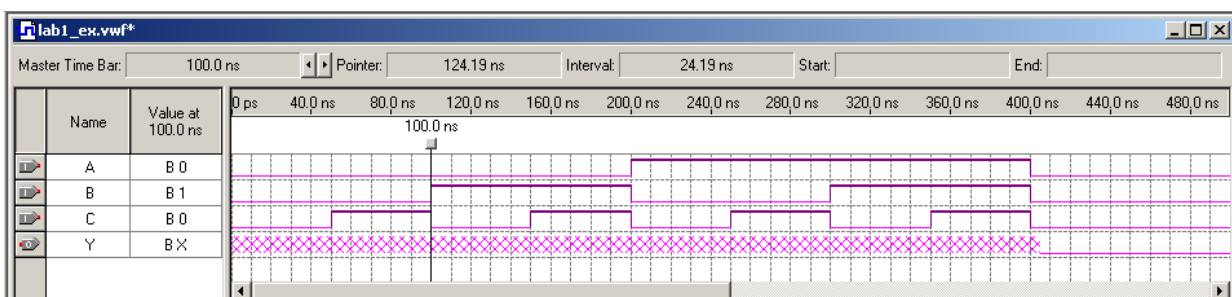 lab1_ex.vwf*
Master Time Bar: 100.0 ns Pointer: 124.19 ns Interval: 24.19 ns Start: End:
Name Value at 100.0 ns
0 ps 40.0 ns 80.0 ns 120.0 ns 160.0 ns 200.0 ns 240.0 ns 280.0 ns 320.0 ns 360.0 ns 400.0 ns 440.0 ns 480.0 ns
100.0 ns
A B 0
B B 1
C B 0
Y B X